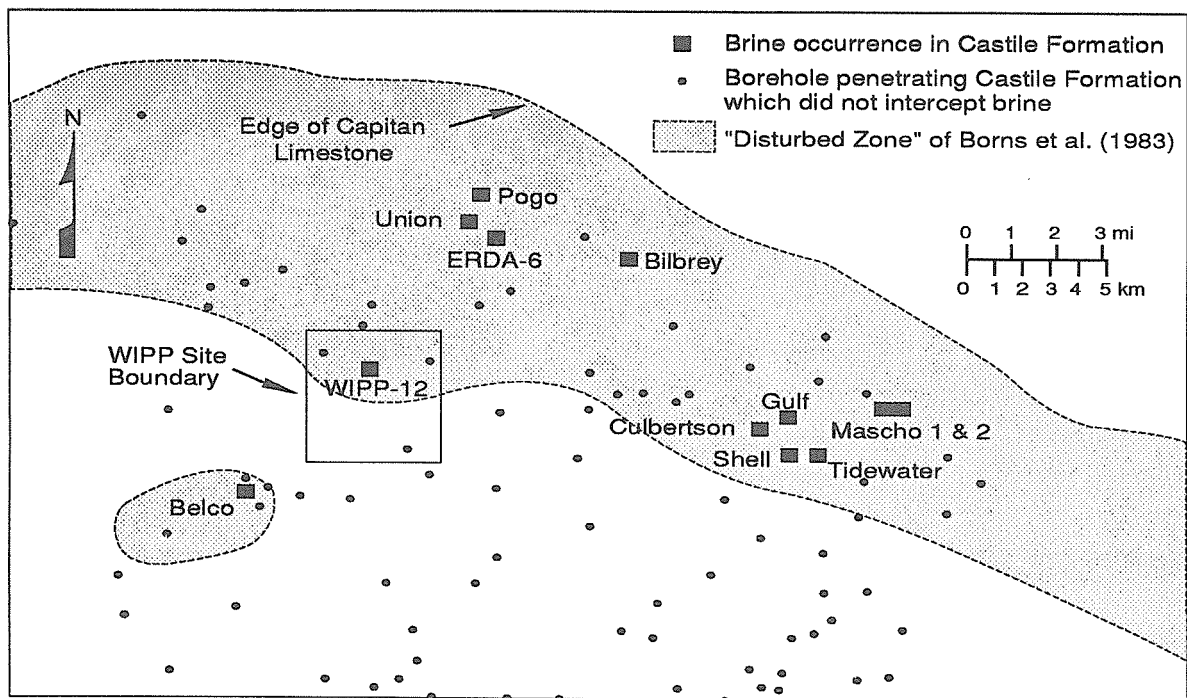 Brine occurrence in Castile Formation
Borehole penetrating Castile Formation
which did not intercept brine
"Disturbed Zone" of Borns et al. (1983)
N
Edge of Capitan
Limestone
Pogo
Union
ERDA-6
Bilbrey
0 1 2 3 mi
0 1 2 3 4 5 km
WIPP Site
Boundary
WIPP-12
Gulf
Culbertson
Mascho 1 & 2
Shell
Tidewater
Belco